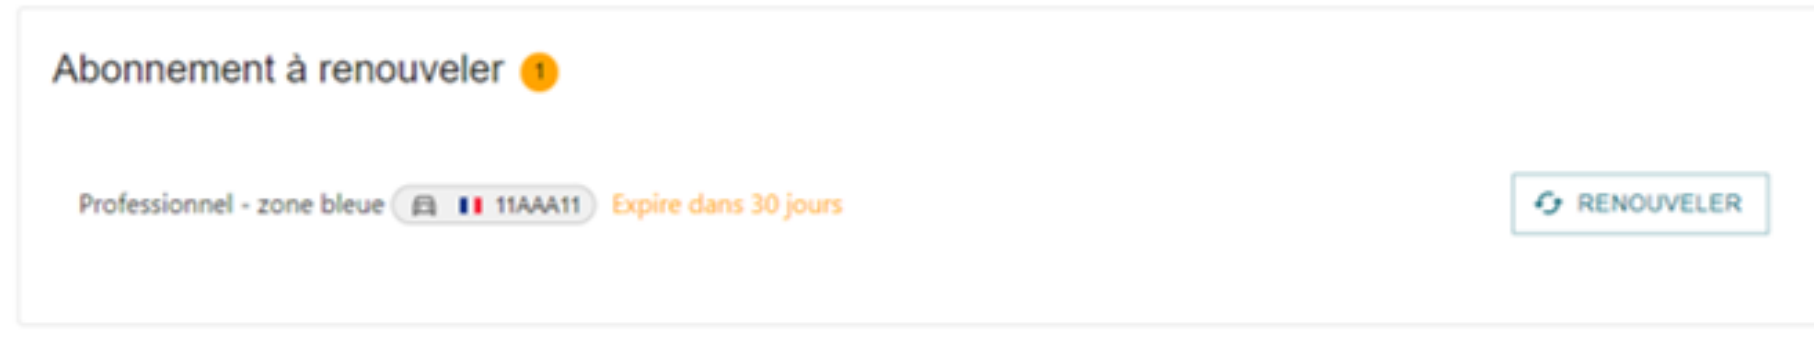 Abonnement à renouveler 1
Professionnel - zone bleue 11AAA11 Expire dans 30 jours RENOUVELER